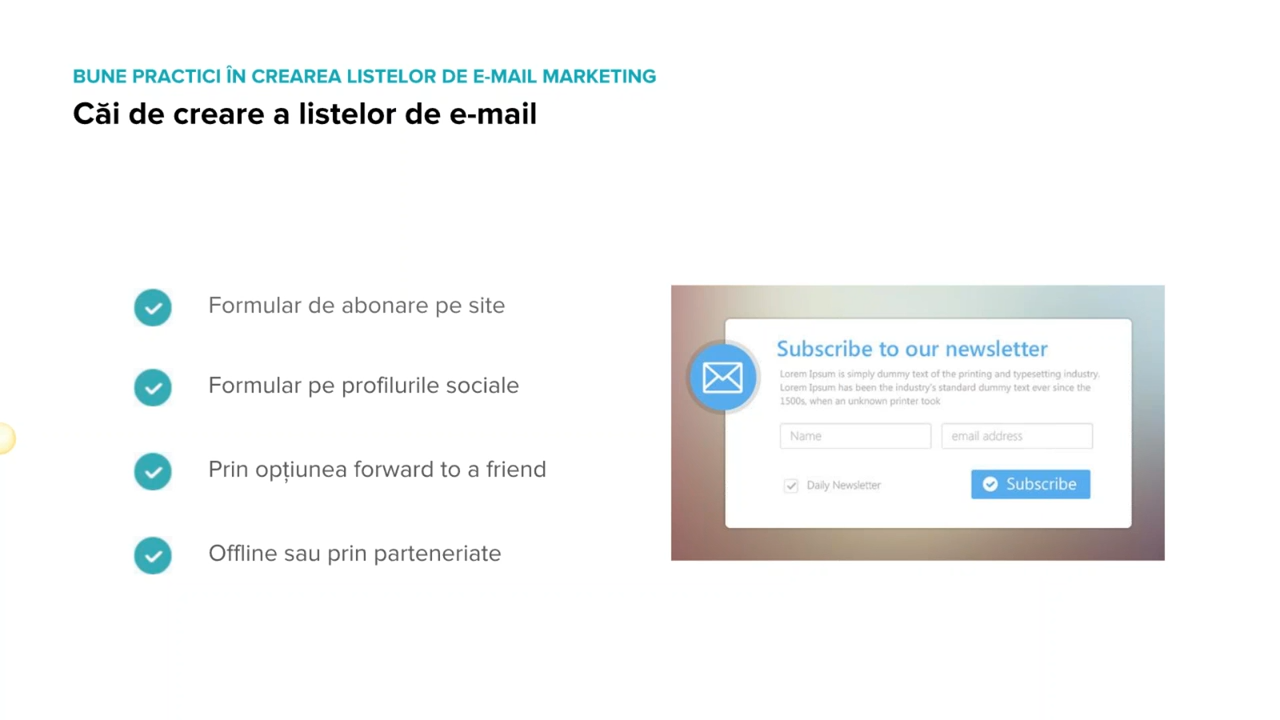 BUNE PRACTICI ÎN CREAREA LISTELOR DE E-MAIL MARKETING
Căi de creare a listelor de e-mail
Formular de abonare pe site
Formular pe profilurile sociale
Prin opțiunea forward to a friend
Offline sau prin parteneriate
Subscribe to our newsletter
Lorem Ipsum is simply dummy text of the printing and typesetting industry.
Lorem Ipsum has been the industry's standard dummy text ever since the
1500s, when an unknown printer took
Name
email address
Daily Newsletter
Subscribe